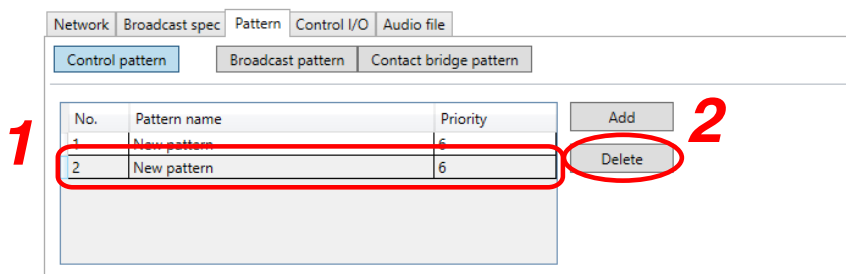 Network Broadcast spec Pattern Control I/O Audio file
Control pattern Broadcast pattern Contact bridge pattern
1
2
No. Pattern name Priority Add
1 New pattern 6
2 New pattern 6 Delete